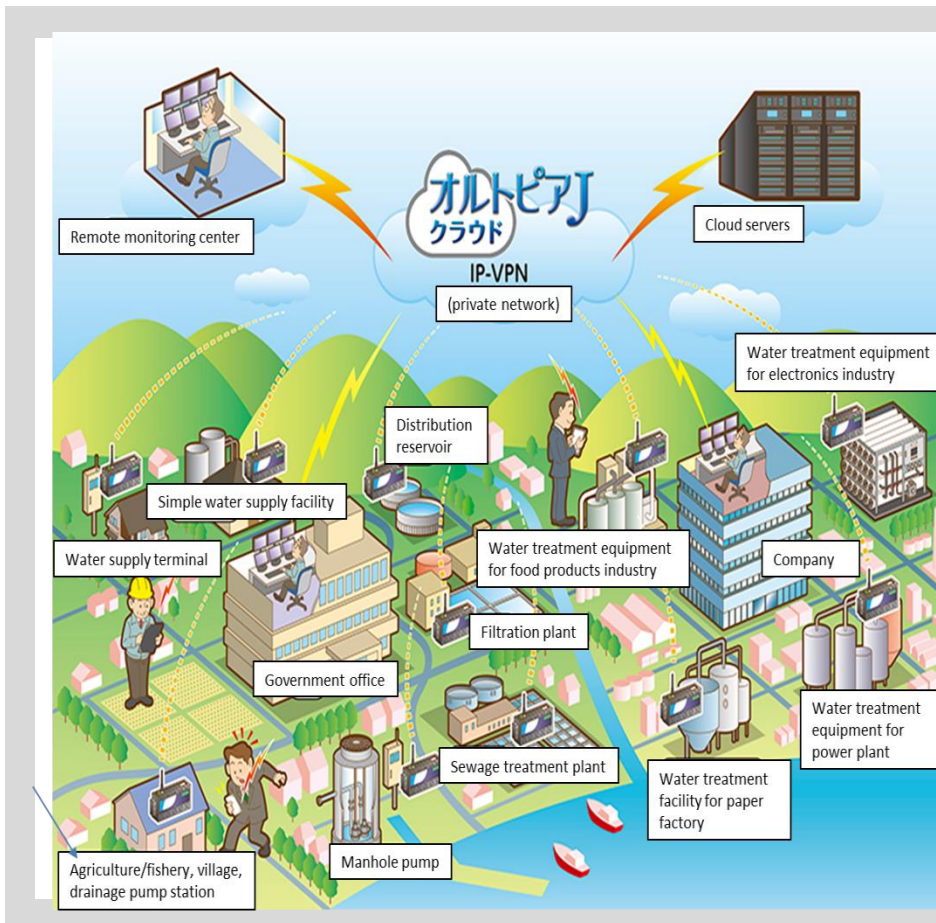 オルトピアJ
クラウド
IP-VPN
(private network)
Remote monitoring center
Cloud servers
Water treatment equipment
for electronics industry
Distribution
reservoir
Simple water supply facility
Water supply terminal
Water treatment equipment
for food products industry
Company
Filtration plant
Government office
Water treatment
equipment for
power plant
Sewage treatment plant
Water treatment
facility for paper
factory
Manhole pump
Agriculture/fishery, village,
drainage pump station